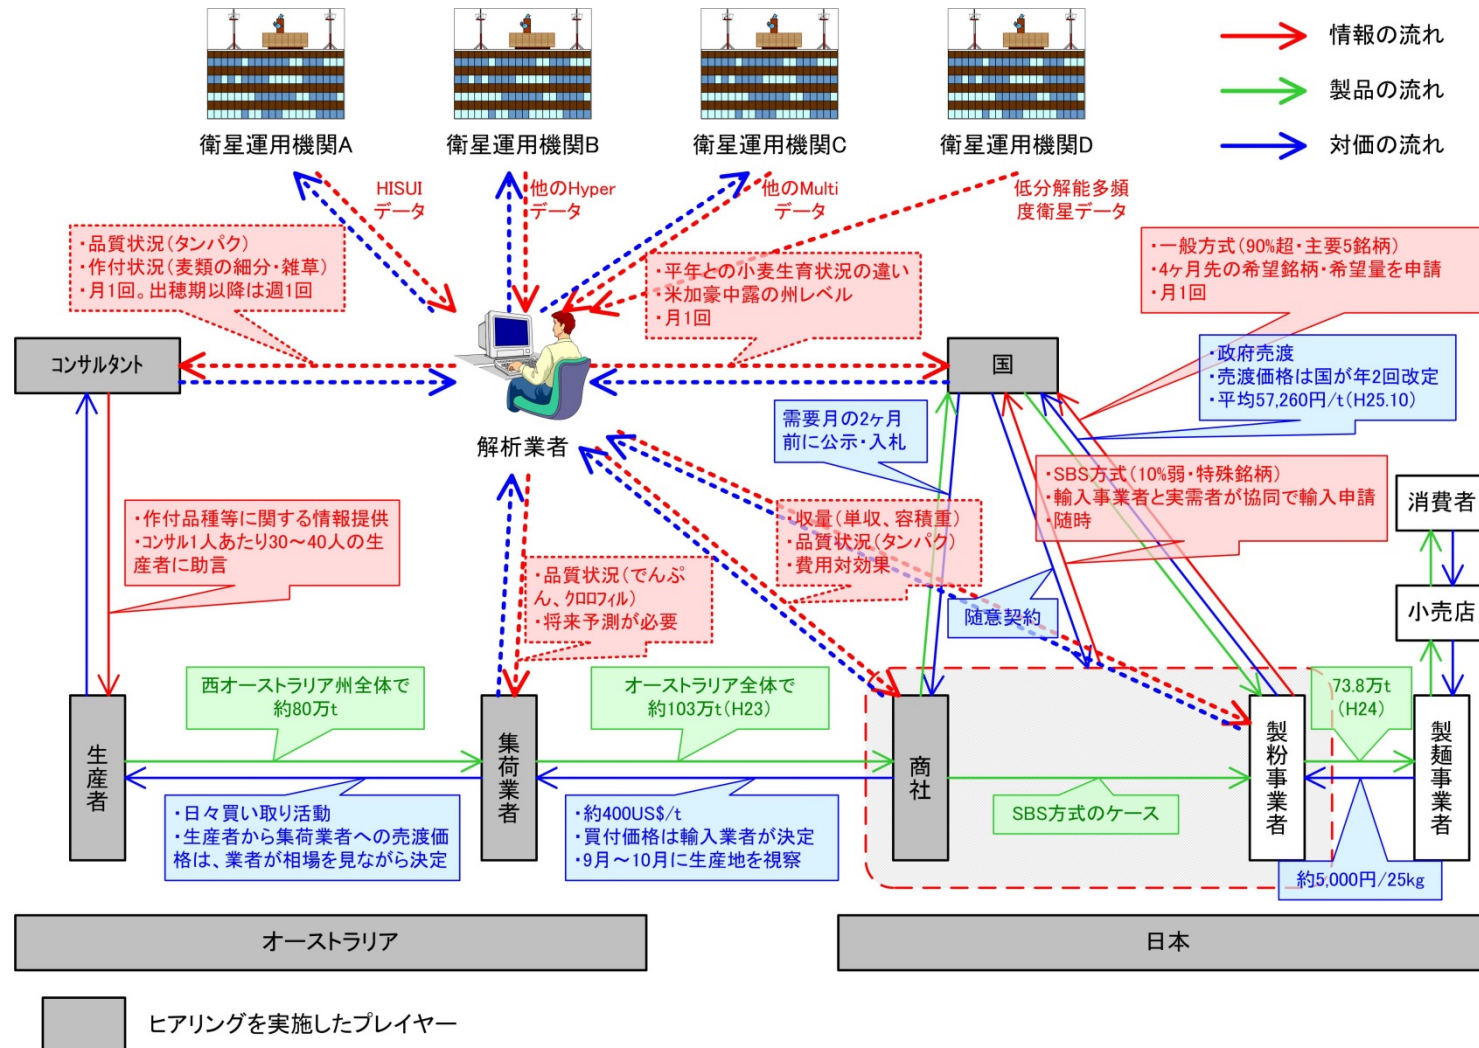 情報の流れ
製品の流れ
対価の流れ
衛星運用機関A
衛星運用機関B
衛星運用機関C
衛星運用機関D
HISUI
データ
他のHyper
データ
他のMulti
データ
低分解能多頻
度衛星データ
・品質状況(タンパク)
・作付状況(麦類の細分・雑草)
・月1回。出穂期以降は週1回
・平年との小麦生育状況の違い
・米加豪中露の州レベル
・月1回
・一般方式(90%超・主要5銘柄)
・4ヶ月先の希望銘柄・希望量を申請
・月1回
コンサルタント
国
・政府売渡
・売渡価格は国が年2回改定
・平均57,260円/t(H25.10)
解析業者
需要月の2ヶ月
前に公示・入札
・SBS方式(10%弱・特殊銘柄)
・輸入事業者と実需者が協同で輸入申請
・随時
消費者
・作付品種等に関する情報提供
・コンサル1人あたり30～40人の生
産者に助言
・収量(単収、容積重)
・品質状況(タンパク)
・費用対効果
・品質状況(でんぷ
ん、クロロフィル)
・将来予測が必要
随意契約
小売店
西オーストラリア州全体で
約80万t
オーストラリア全体で
約103万t(H23)
73.8万t
(H24)
生産者
集荷業者
商社
製粉事業者
製麺事業者
・日々買い取り活動
・生産者から集荷業者への売渡価
格は、業者が相場を見ながら決定
・約400US$/t
・買付価格は輸入業者が決定
・9月～10月に生産地を視察
SBS方式のケース
約5,000円/25kg
オーストラリア
日本
ヒアリングを実施したプレイヤー